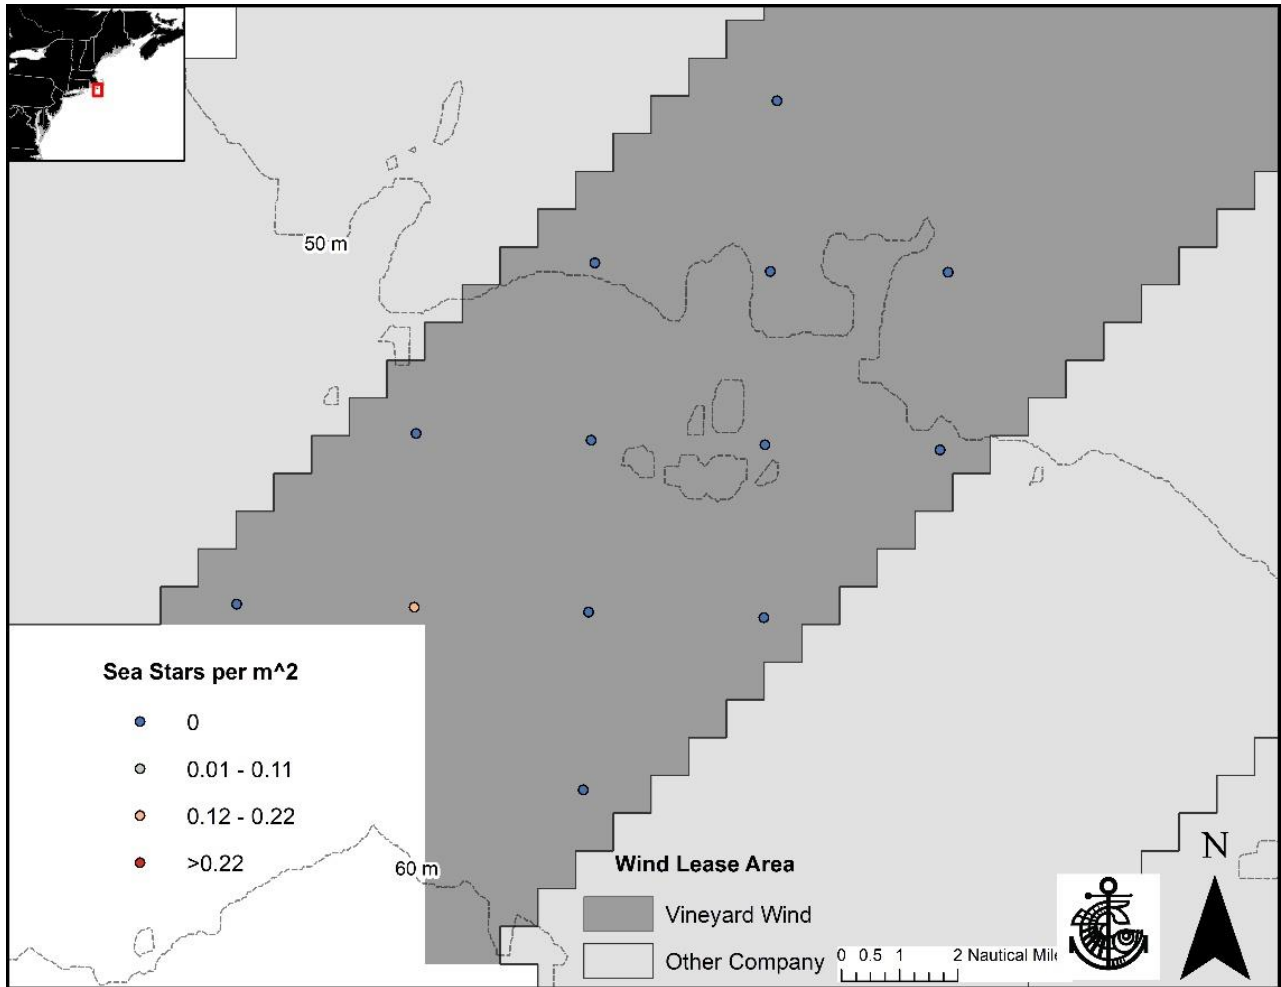 50 m
Sea Stars per m^2
0
0.01 - 0.11
0.12 - 0.22
>0.22
60 m
N
Wind Lease Area
Vineyard Wind
Other Company
0 0.5 1 2 Nautical Mile